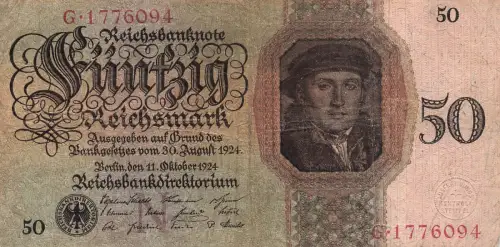 G·1776094
50
Reichsbanknote
Fünfzig
Reichsmark
Ausgegeben auf Grund des
Bankgesetzes vom 30. August 1924
Berlin, den 11. Oktober 1924
Reichsbankdirektorium
50
50
G·1776094